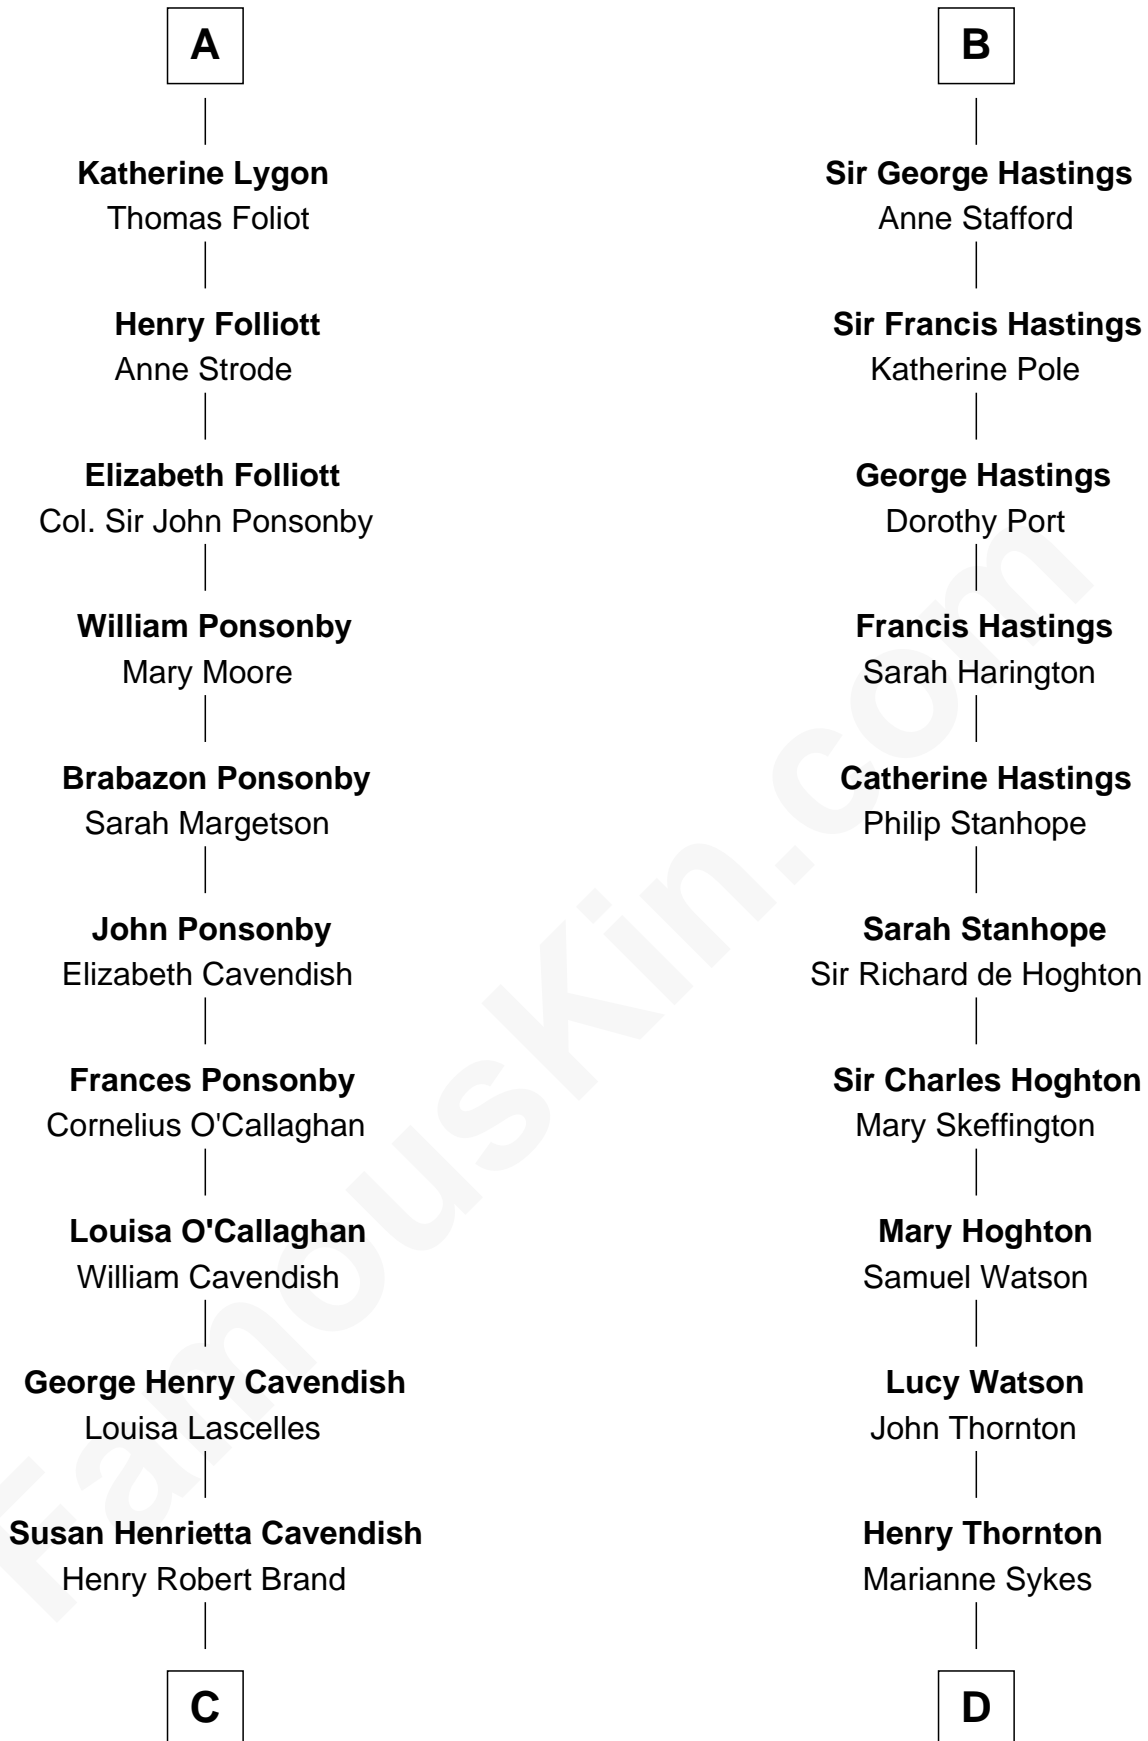 A
Katherine Lygon
Thomas Foliot
Henry Folliott
Anne Strode
Elizabeth Folliott
Col. Sir John Ponsonby
William Ponsonby
Mary Moore
Brabazon Ponsonby
Sarah Margetson
John Ponsonby
Elizabeth Cavendish
Frances Ponsonby
Cornelius O'Callaghan
Louisa O'Callaghan
William Cavendish
George Henry Cavendish
Louisa Lascelles
Susan Henrietta Cavendish
Henry Robert Brand
C
B
Sir George Hastings
Anne Stafford
Sir Francis Hastings
Katherine Pole
George Hastings
Dorothy Port
Francis Hastings
Sarah Harington
Catherine Hastings
Philip Stanhope
Sarah Stanhope
Sir Richard de Hoghton
Sir Charles Hoghton
Mary Skeffington
Mary Hoghton
Samuel Watson
Lucy Watson
John Thornton
Henry Thornton
Marianne Sykes
D
FamousKin.com